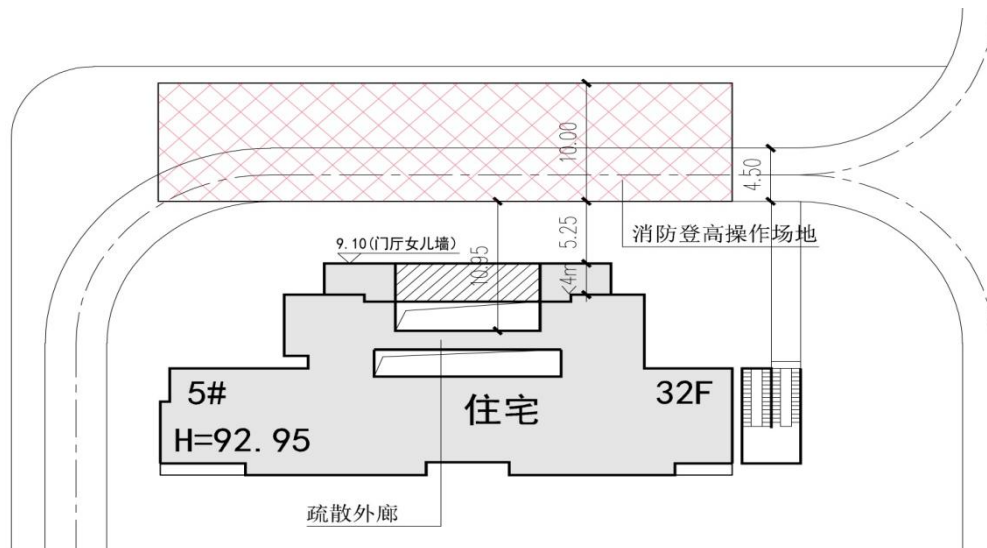 10.00
4.50
消防登高操作场地
9.10(门厅女儿墙)
10.95
5.25
<4m
5#
32F
住宅
H=92.95
疏散外廊